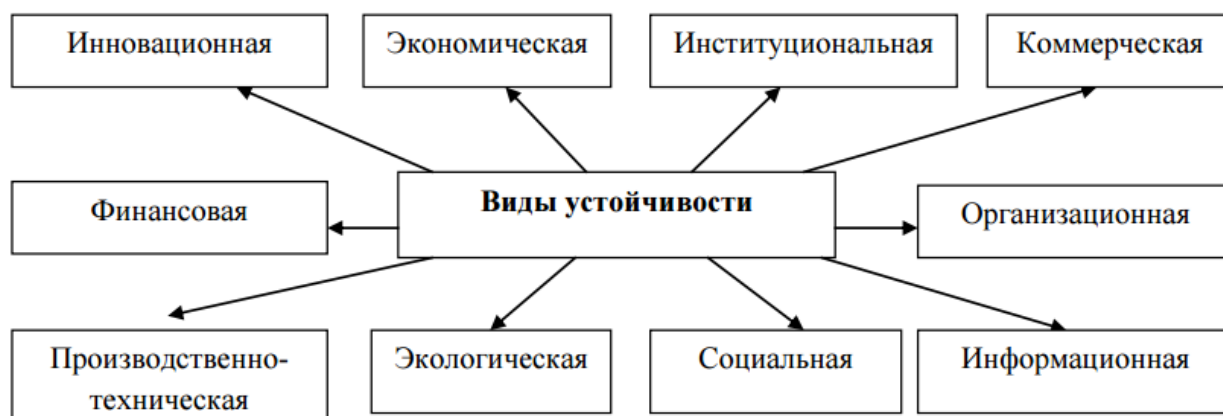 Инновационная
Экономическая
Институциональная
Коммерческая
Финансовая
Виды устойчивости
Организационная
Производственно-
техническая
Экологическая
Социальная
Информационная